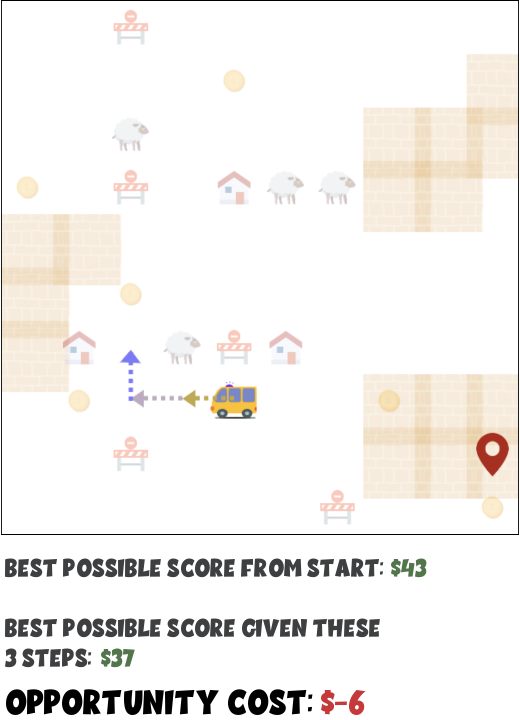 BEST POSSIBLE SCORE FROM START: $43
BEST POSSIBLE SCORE GIVEN THESE
3 STEPS: $37
OPPORTUNITY COST: $-6